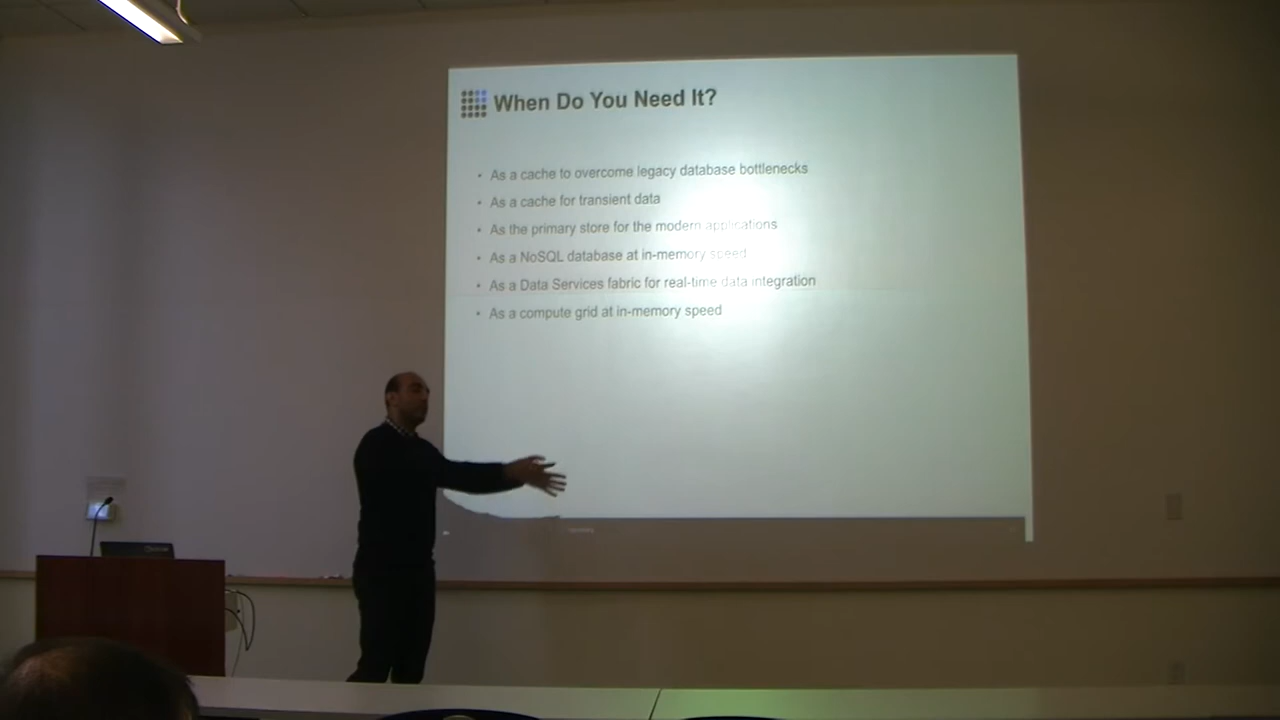 When Do You Need It?
• As a cache to overcome legacy database bottlenecks
• As a cache for transient data
• As the primary store for the modern applications
• As a NoSQL database at in-memory speed
• As a Data Services fabric for real-time data integration
• As a compute grid at in-memory speed